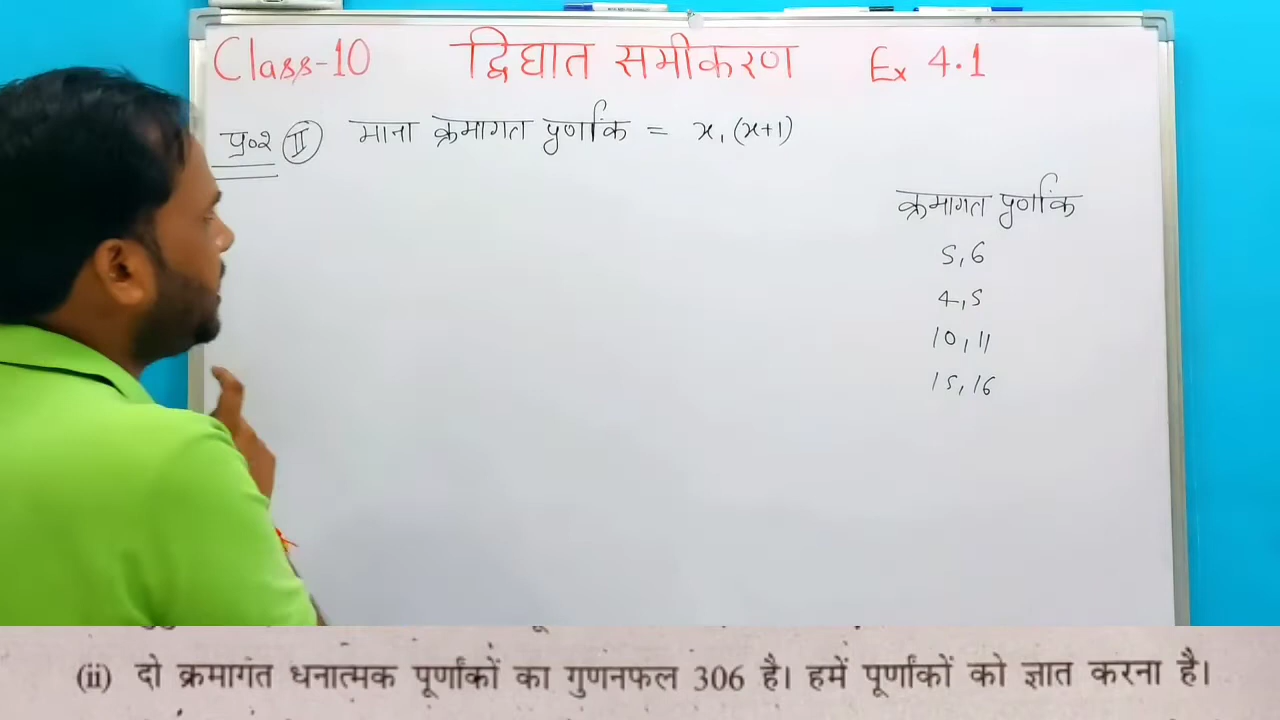 Class-10 द्विघात समीकरण Ex 4.1
प्र०२ (II) माना क्रमागत पूर्णांक = x, (x+1)
क्रमागत पूर्णांक
5,6
4,5
10,11
15,16
(ii) दो क्रमागत धनात्मक पूर्णांकों का गुणनफल 306 है। हमें पूर्णांकों को ज्ञात करना है।